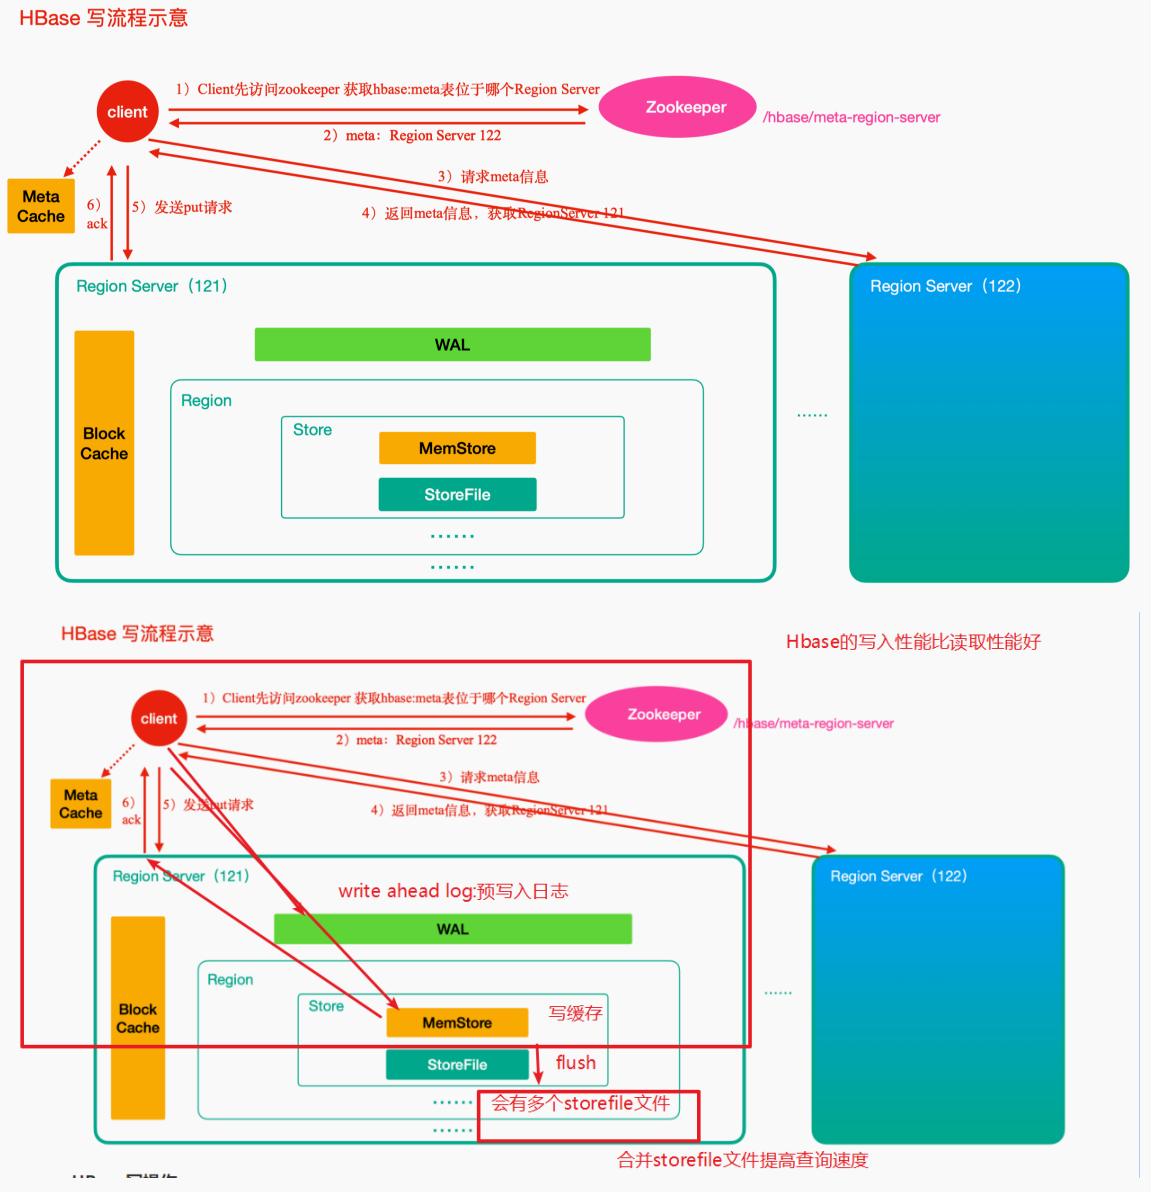 HBase 写流程示意
1）Client先访问zookeeper 获取hbase:meta表位于哪个Region Server
client
Zookeeper
/hbase/meta-region-server
2）meta：Region Server 122
3）请求meta信息
Meta
Cache
6）
ack
5）发送put请求
4）返回meta信息，获取RegionServer 121
Region Server（121）
Region Server（122）
WAL
Region
Store
Block
Cache
MemStore
StoreFile
......
......
......
HBase 写流程示意
Hbase的写入性能比读取性能好
1）Client先访问zookeeper 获取hbase:meta表位于哪个Region Server
client
Zookeeper
/hbase/meta-region-server
2）meta：Region Server 122
3）请求meta信息
Meta
Cache
6）
ack
5）发送put请求
4）返回meta信息，获取RegionServer 121
Region Server（121）
Region Server（122）
write ahead log:预写入日志
WAL
Region
Store
写缓存
Block
Cache
MemStore
StoreFile
flush
......
......
会有多个storefile文件
......
合并storefile文件提高查询速度